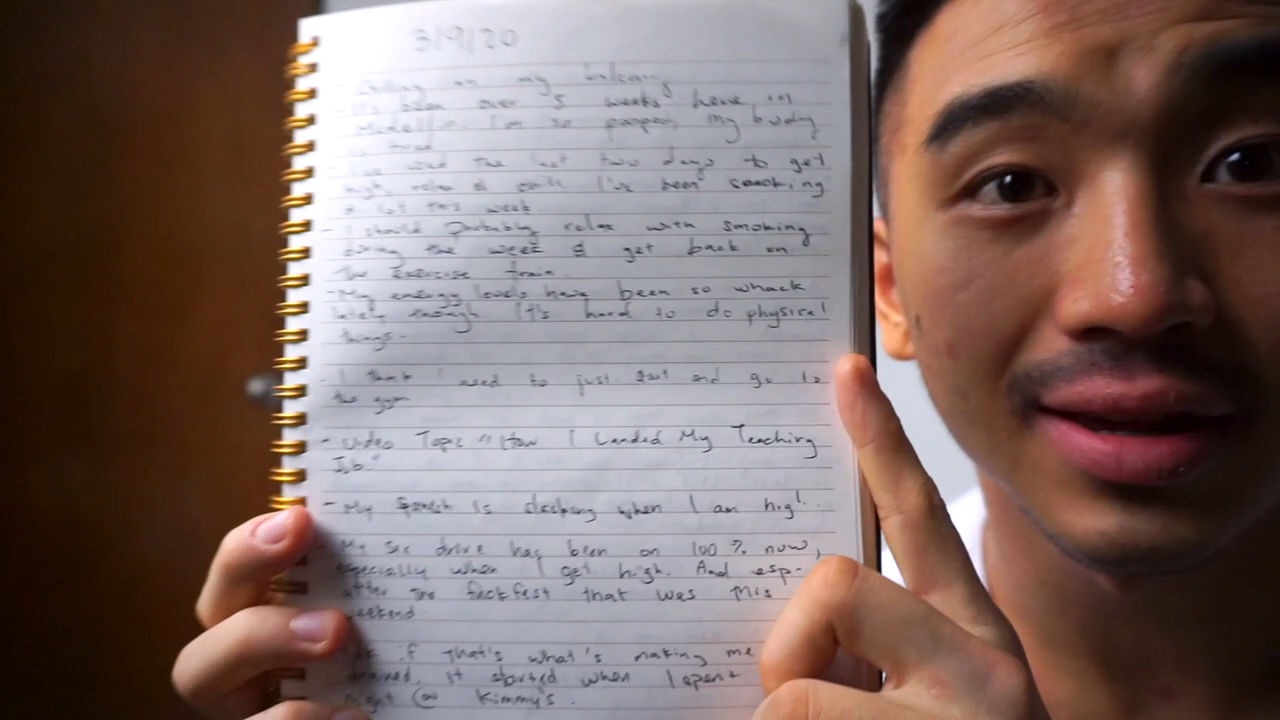 3/9/20
- Chilling on my balcony
- It's been over 5 weeks here in
Medellin. I'm so pooped, my body
is tired
- I've used the last two days to get
high, relax & chill. I've been smoking
a lot this week.
- I should probably relax with smoking
during the week & get back on
the exercise train.
- My energy levels have been so whack
lately though it's hard to do physical
things.
- I think I need to just and go to
the gym
- Video Topic "How I Landed My Teaching
Job."
- My Spanish is when I am high.
- My sex drive has been on 100% now,
especially when I get high. And esp-
after the fuckfest that was this
weekend
if that's what's making me
drained, it started when I spent
night @ Kimmy's.